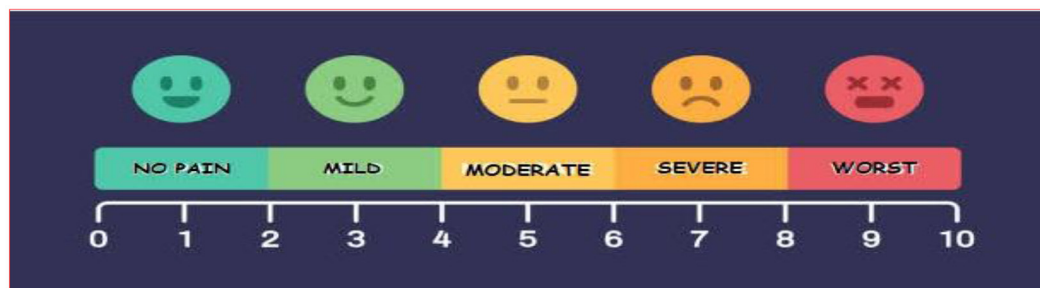 NO PAIN MILD MODERATE SEVERE WORST
0 1 2 3 4 5 6 7 8 9 10